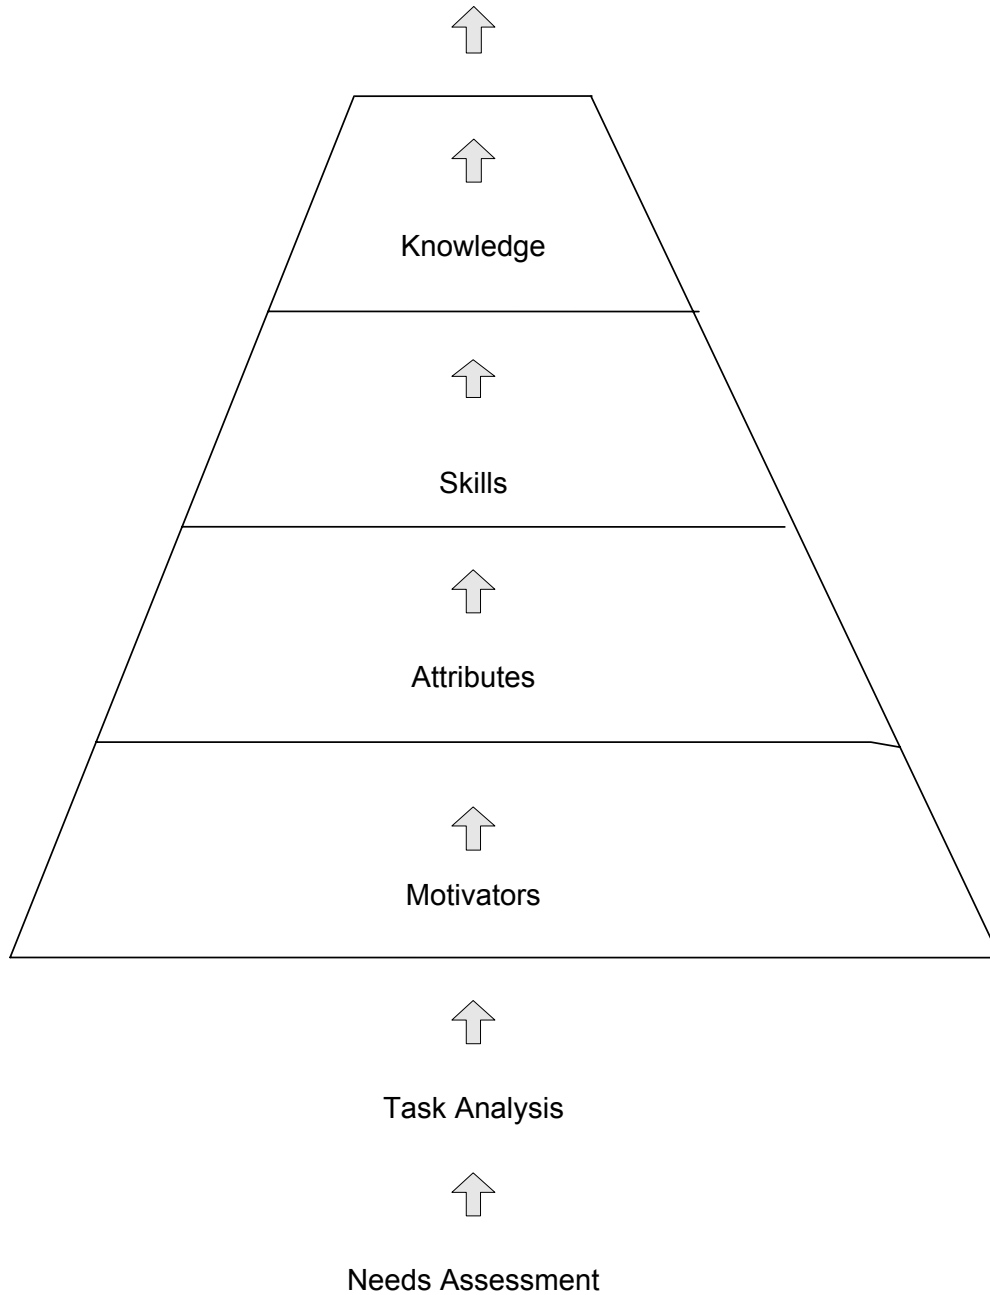 Knowledge
Skills
Attributes
Motivators
Task Analysis
Needs Assessment